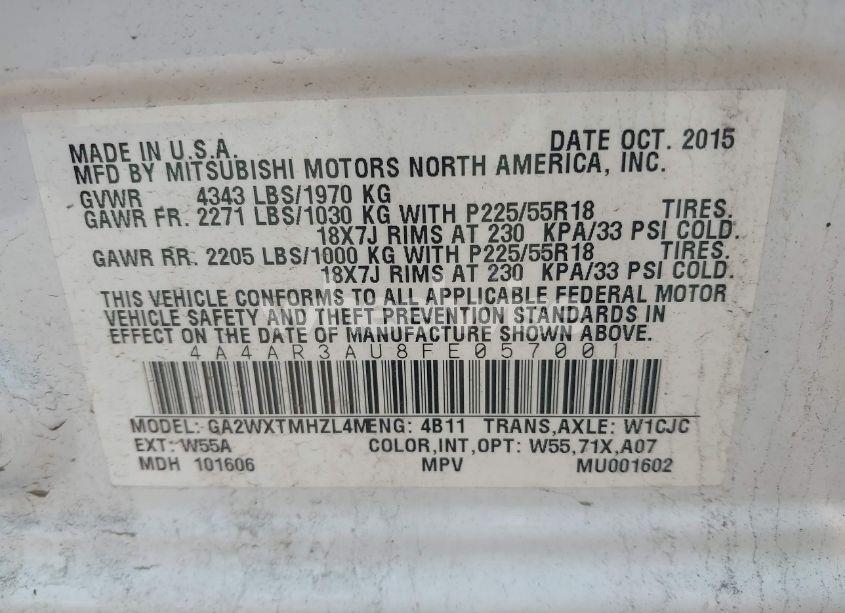 MADE IN U.S.A. DATE OCT. 2015
MFD BY MITSUBISHI MOTORS NORTH AMERICA, INC.
GVWR 4343 LBS/1970 KG
GAWR FR. 2271 LBS/1030 KG WITH P225/55R18 TIRES.
18X7J RIMS AT 230 KPA/33 PSI COLD.
GAWR RR. 2205 LBS/1000 KG WITH P225/55R18 TIRES.
18X7J RIMS AT 230 KPA/33 PSI COLD.
THIS VEHICLE CONFORMS TO ALL APPLICABLE FEDERAL MOTOR
VEHICLE SAFETY AND THEFT PREVENTION STANDARDS IN
EFFECT ON THE DATE OF MANUFACTURE SHOWN ABOVE.
4A4AR3AU8FE057001
MODEL: GA2WXTMHZL4MENG: 4B11 TRANS,AXLE: W1CJC
EXT: W55A COLOR,INT,OPT: W55,71X,A07
MDH 101606 MPV MU001602